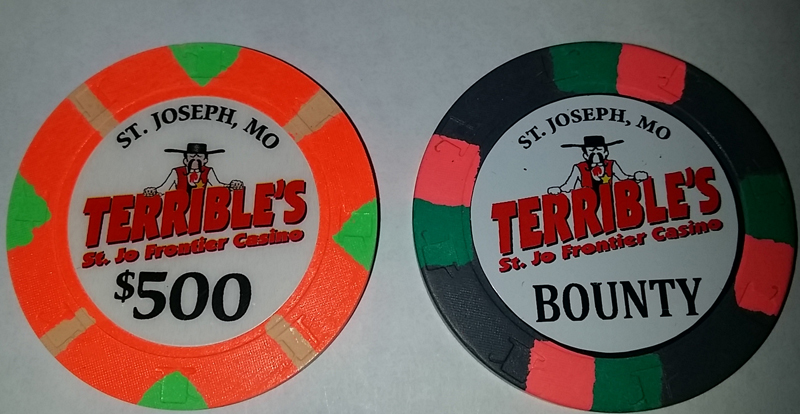 ST. JOSEPH, MO
TERRIBLE'S
St. Jo Frontier Casino
$500
ST. JOSEPH, MO
TERRIBLE'S
St. Jo Frontier Casino
BOUNTY